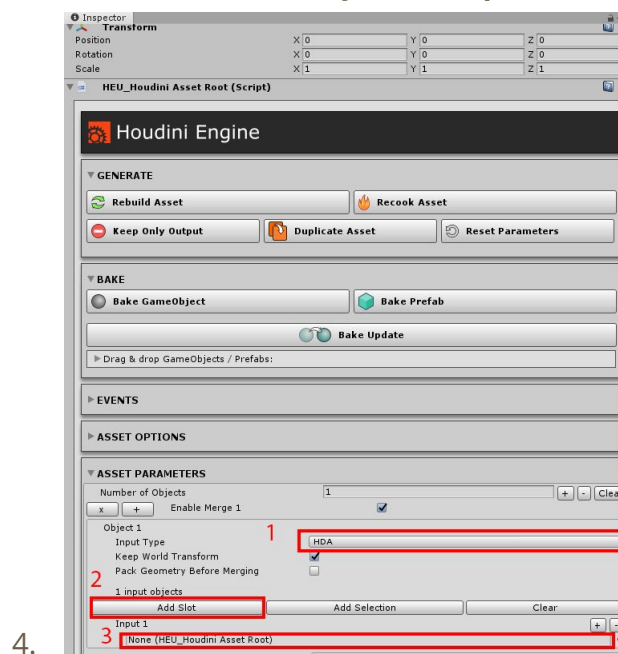 Inspector
Transform
Position X 0 Y 0 Z 0
Rotation X 0 Y 0 Z 0
Scale X 1 Y 1 Z 1
HEU_Houdini Asset Root (Script)
Houdini Engine
GENERATE
Rebuild Asset Recook Asset
Keep Only Output Duplicate Asset Reset Parameters
BAKE
Bake GameObject Bake Prefab
Bake Update
Drag & drop GameObjects / Prefabs:
EVENTS
ASSET OPTIONS
ASSET PARAMETERS
Number of Objects 1 + - Clea
x + Enable Merge 1
Object 1
1 Input Type HDA
Keep World Transform
Pack Geometry Before Merging
2
1 input objects
Add Slot Add Selection Clear
Input 1 + -
3 None (HEU_Houdini Asset Root)
4.